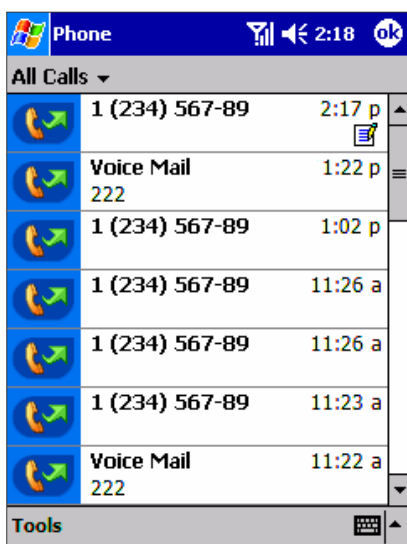 Phone 2:18 ok
All Calls
1 (234) 567-89 2:17 p
Voice Mail 1:22 p
222
1 (234) 567-89 1:02 p
1 (234) 567-89 11:26 a
1 (234) 567-89 11:26 a
1 (234) 567-89 11:23 a
Voice Mail 11:22 a
222
Tools